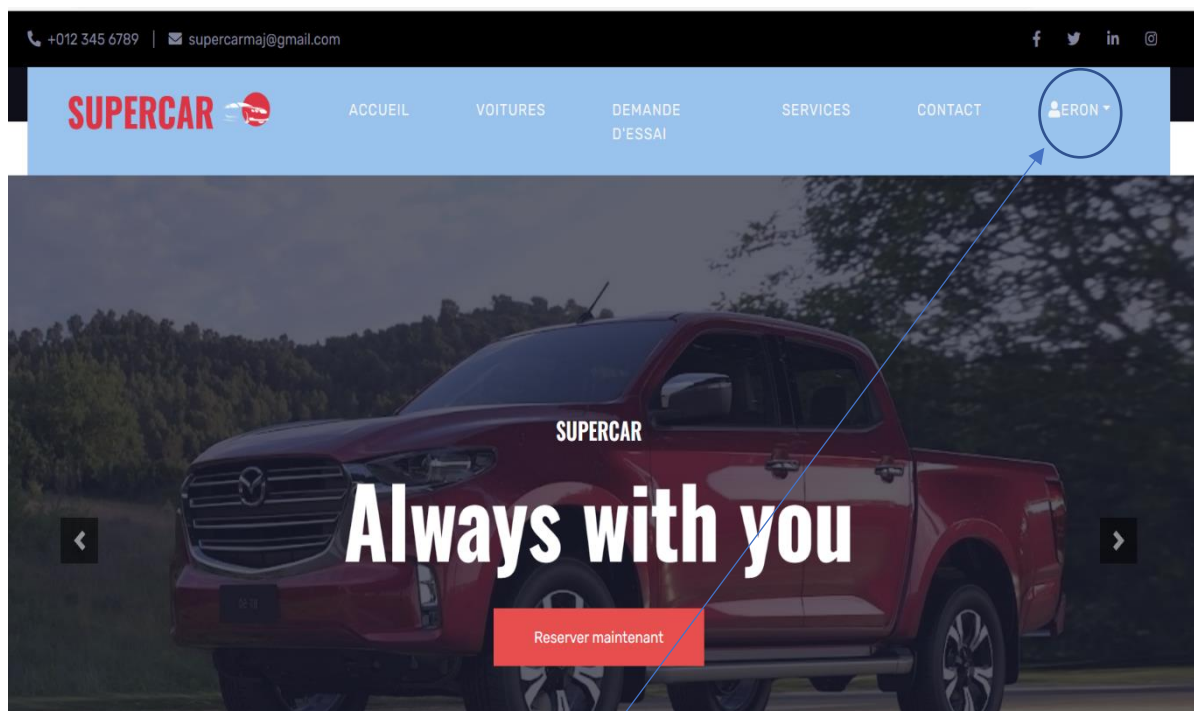 +012 345 6789 | supercarmaj@gmail.com
SUPERCAR
ACCUEIL
VOITURES
DEMANDE
D'ESSAI
SERVICES
CONTACT
ERON
SUPERCAR
Always with you
Reserver maintenant